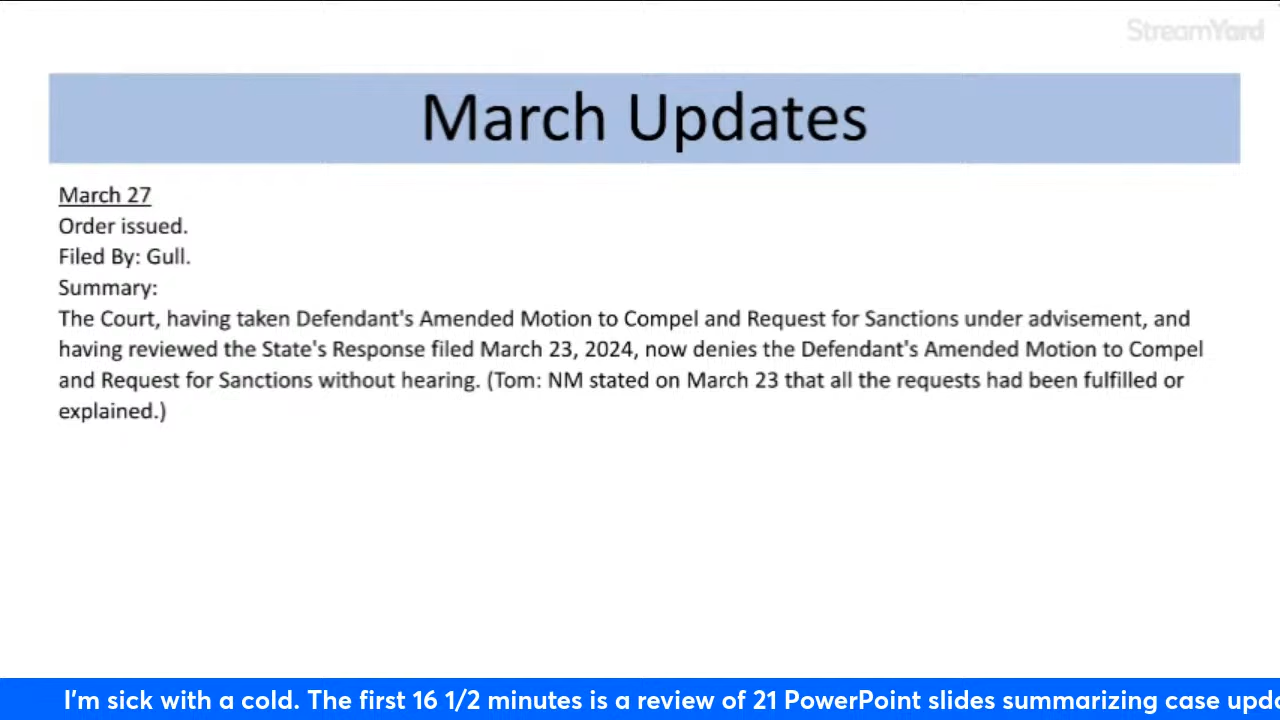 StreamYard
March Updates
March 27
Order issued.
Filed By: Gull.
Summary:
The Court, having taken Defendant's Amended Motion to Compel and Request for Sanctions under advisement, and
having reviewed the State's Response filed March 23, 2024, now denies the Defendant's Amended Motion to Compel
and Request for Sanctions without hearing. (Tom: NM stated on March 23 that all the requests had been fulfilled or
explained.)
I'm sick with a cold. The first 16 1/2 minutes is a review of 21 PowerPoint slides summarizing case upda